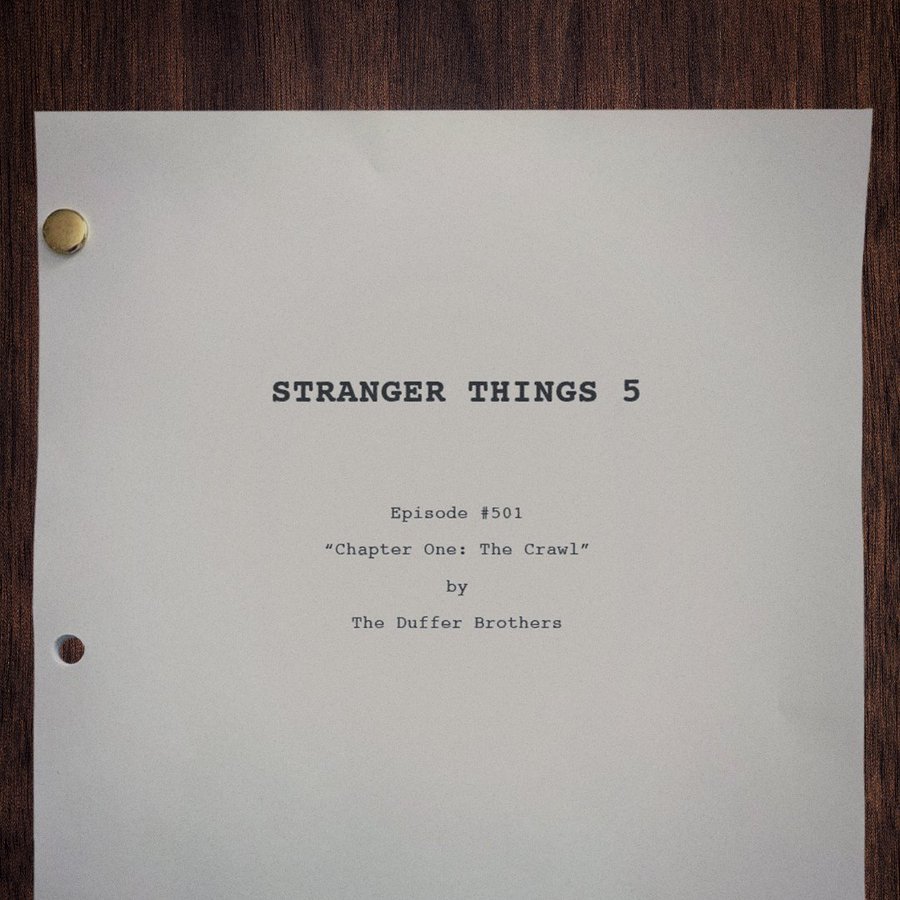 STRANGER THINGS 5
Episode #501
“Chapter One: The Crawl”
by
The Duffer Brothers